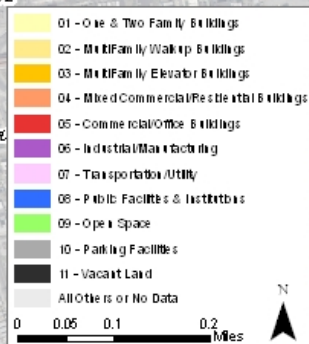 01 - One & Two Family Buildings
02 - MultiFamily Walkup Buildings
03 - MultiFamily Elevator Buildings
04 - Mixed Commercial/Residential Buildings
05 - Commercial/Office Buildings
06 - Industrial/Manufacturing
07 - Transportation/Utility
08 - Public Facilities & Institutions
09 - Open Space
10 - Parking Facilities
11 - Vacant Land
All Others or No Data
N
0 0.05 0.1 0.2
Miles